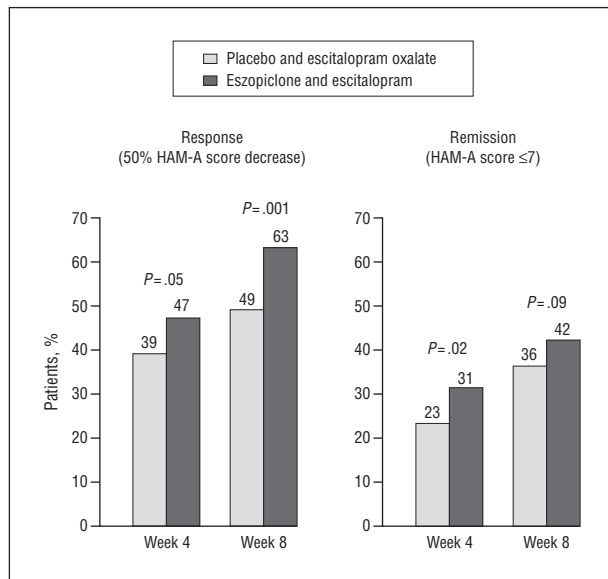 Placebo and escitalopram oxalate
Eszopiclone and escitalopram
Response
(50% HAM-A score decrease)
Patients, %
70
60
50
40
30
20
10
0
P=.05
39
47
P=.001
49
63
Week 4
Week 8
Remission
(HAM-A score ≤7)
70
60
50
40
30
20
10
0
P=.02
23
31
P=.09
36
42
Week 4
Week 8